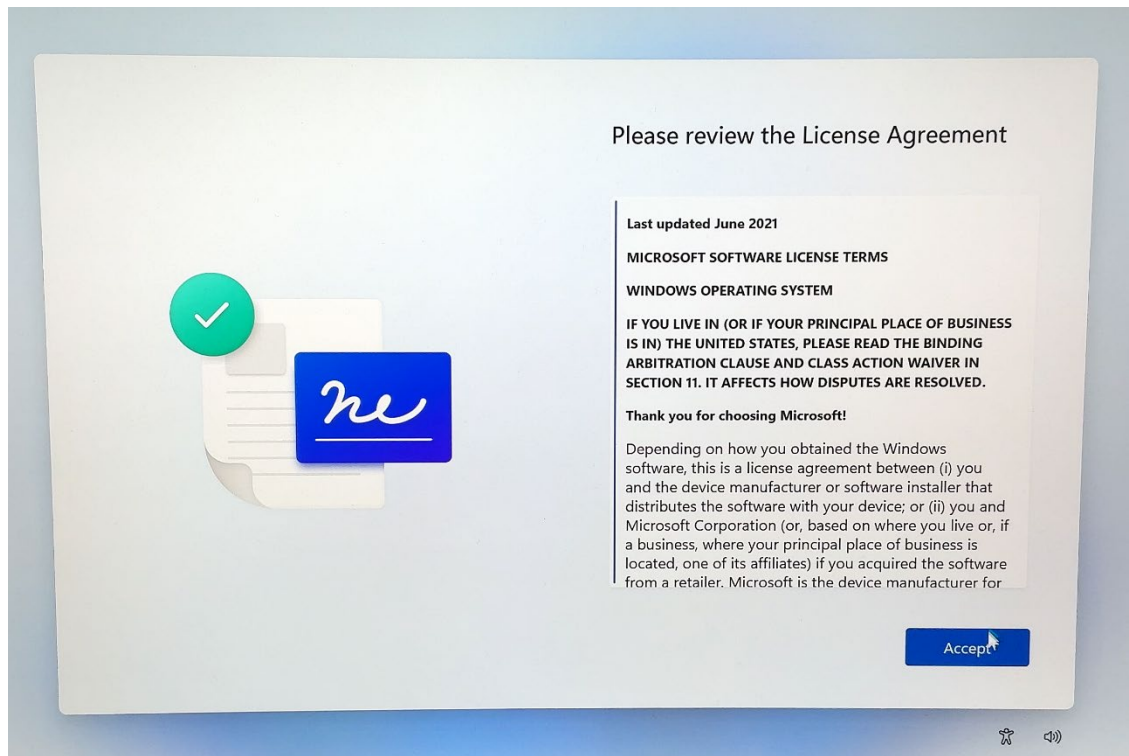 Please review the License Agreement
Last updated June 2021
MICROSOFT SOFTWARE LICENSE TERMS
WINDOWS OPERATING SYSTEM
IF YOU LIVE IN (OR IF YOUR PRINCIPAL PLACE OF BUSINESS
IS IN) THE UNITED STATES, PLEASE READ THE BINDING
ARBITRATION CLAUSE AND CLASS ACTION WAIVER IN
SECTION 11. IT AFFECTS HOW DISPUTES ARE RESOLVED.
Thank you for choosing Microsoft!
Depending on how you obtained the Windows
software, this is a license agreement between (i) you
and the device manufacturer or software installer that
distributes the software with your device; or (ii) you and
Microsoft Corporation (or, based on where you live or, if
a business, where your principal place of business is
located, one of its affiliates) if you acquired the software
from a retailer. Microsoft is the device manufacturer for
Accept